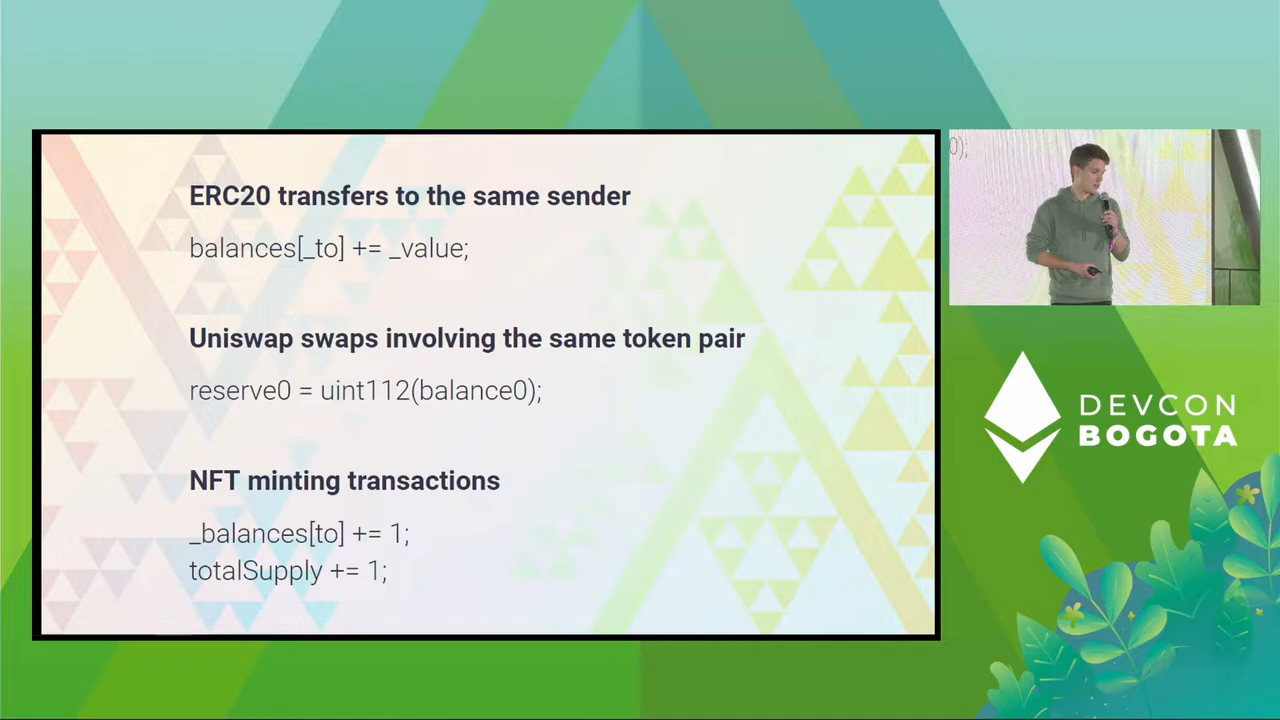 ERC20 transfers to the same sender
balances[_to] += _value;
Uniswap swaps involving the same token pair
reserve0 = uint112(balance0);
NFT minting transactions
_balances[to] += 1;
totalSupply += 1;
0);
DEVCON
BOGOTA